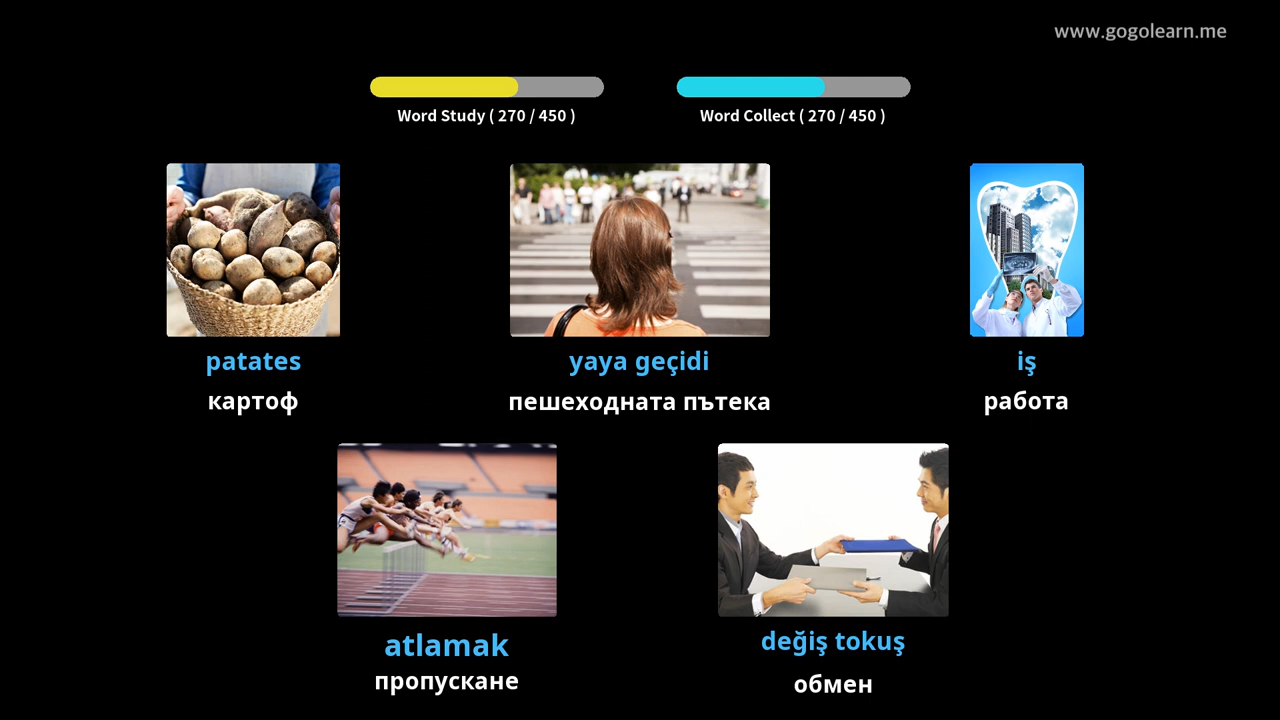 www.gogolearn.me
Word Study ( 270 / 450 )
Word Collect ( 270 / 450 )
patates
yaya geçidi
iş
картоф
пешеходната пътека
работа
atlamak
değiş tokuş
пропускане
обмен